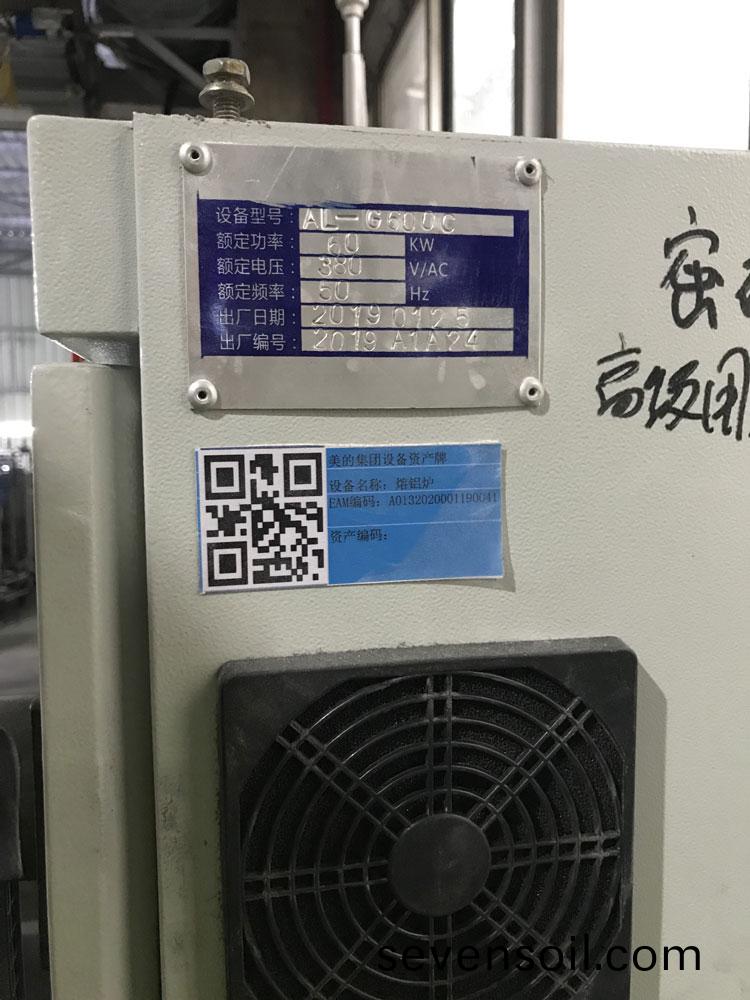 设备型号: AL-G600C
额定功率: 60 KW
额定电压: 380 V/AC
额定频率: 50 Hz
出厂日期: 2019 0125
出厂编号: 2019 A1A24
高级用
美的集团设备资产牌
设备名称: 熔铝炉
EAM编码: A0132020001190041
资产编码:
sevensoil.com